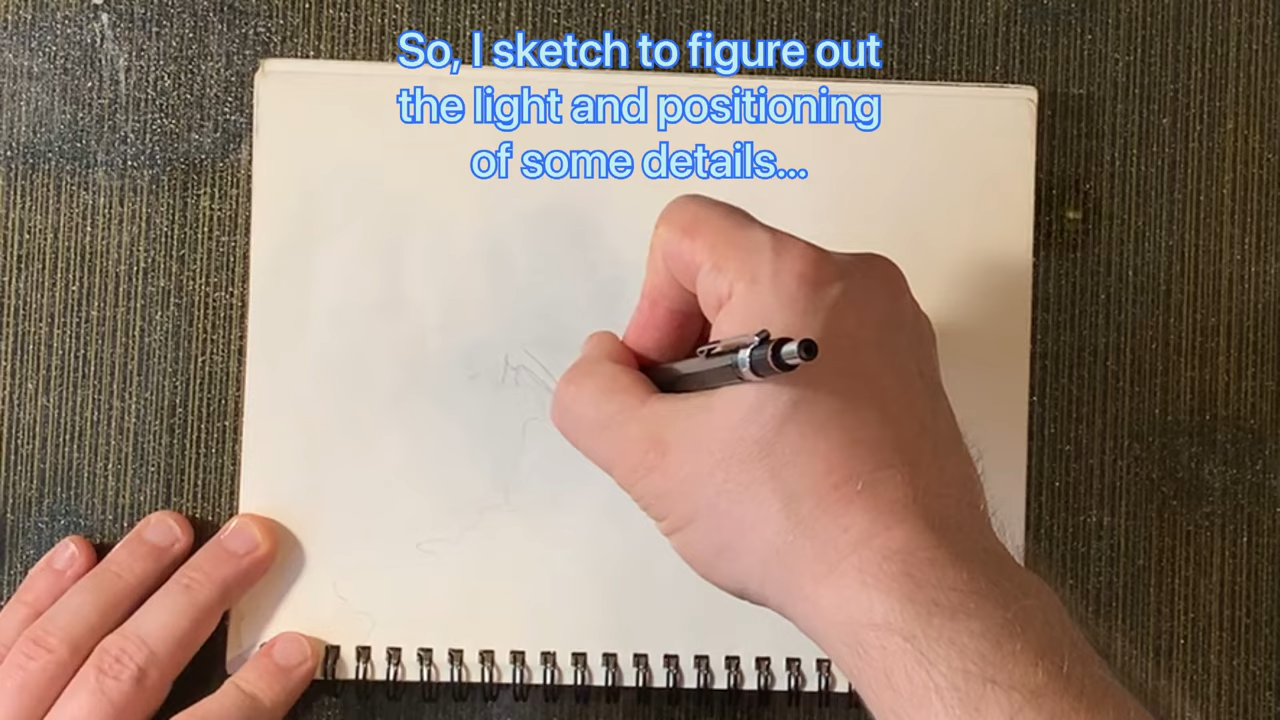 So, I sketch to figure out
the light and positioning
of some details...